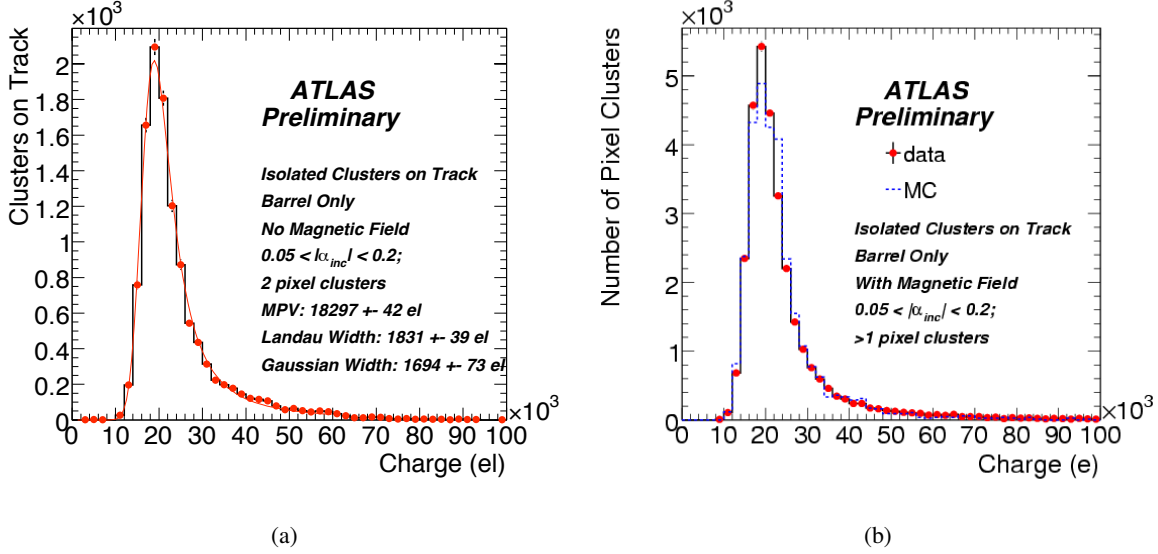 ×10³
Clusters on Track
2
1.8
1.6
1.4
1.2
1
0.8
0.6
0.4
0.2
0
ATLAS
Preliminary
Isolated Clusters on Track
Barrel Only
No Magnetic Field
0.05 < |α_inc| < 0.2;
2 pixel clusters
MPV: 18297 +- 42 el
Landau Width: 1831 +- 39 el
Gaussian Width: 1694 +- 73 el
0 10 20 30 40 50 60 70 80 90 100
×10³
Charge (el)
(a)
×10³
Number of Pixel Clusters
5
4
3
2
1
0
ATLAS
Preliminary
data
MC
Isolated Clusters on Track
Barrel Only
With Magnetic Field
0.05 < |α_inc| < 0.2;
>1 pixel clusters
0 10 20 30 40 50 60 70 80 90 100
×10³
Charge (e)
(b)